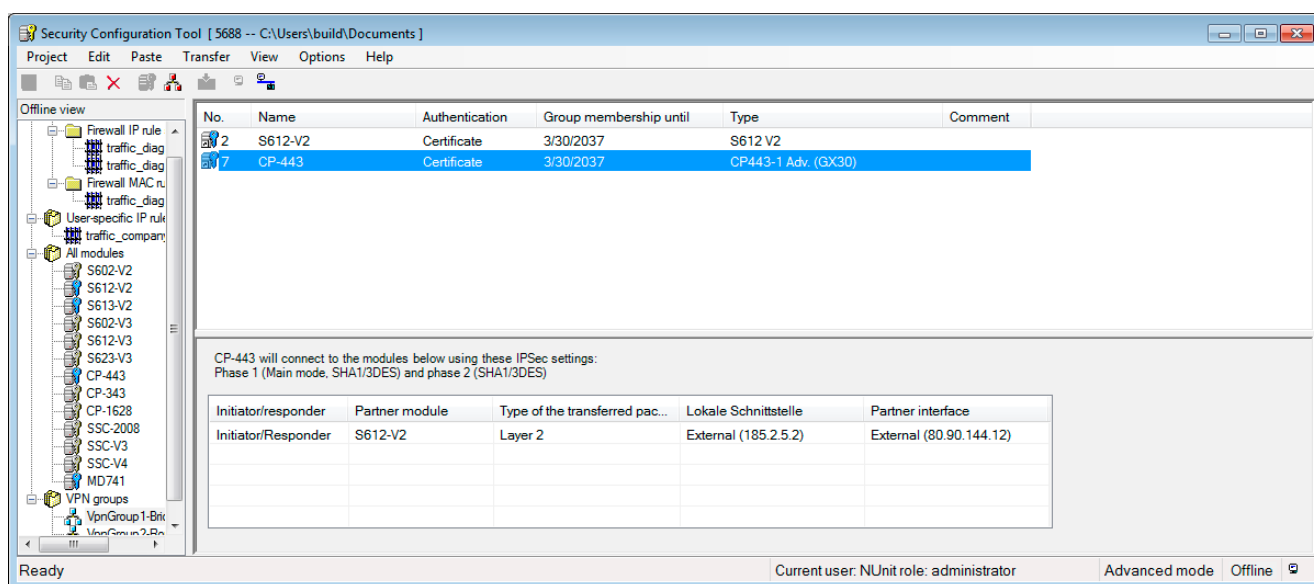 Security Configuration Tool [ 5688 -- C:\Users\build\Documents ]
Project Edit Paste Transfer View Options Help
Offline view
Firewall IP rule
traffic_diag
traffic_diag
Firewall MAC ru
traffic_diag
User-specific IP rule
traffic_company
All modules
S602-V2
S612-V2
S613-V2
S602-V3
S612-V3
S623-V3
CP-443
CP-343
CP-1628
SSC-2008
SSC-V3
SSC-V4
MD741
VPN groups
VpnGroup1-Bric
VpnGroup2-Ro
No. Name Authentication Group membership until Type Comment
2 S612-V2 Certificate 3/30/2037 S612 V2
7 CP-443 Certificate 3/30/2037 CP443-1 Adv. (GX30)
CP-443 will connect to the modules below using these IPSec settings:
Phase 1 (Main mode, SHA1/3DES) and phase 2 (SHA1/3DES)
Initiator/responder Partner module Type of the transferred pac... Lokale Schnittstelle Partner interface
Initiator/Responder S612-V2 Layer 2 External (185.2.5.2) External (80.90.144.12)
Ready Current user: NUnit role: administrator Advanced mode Offline